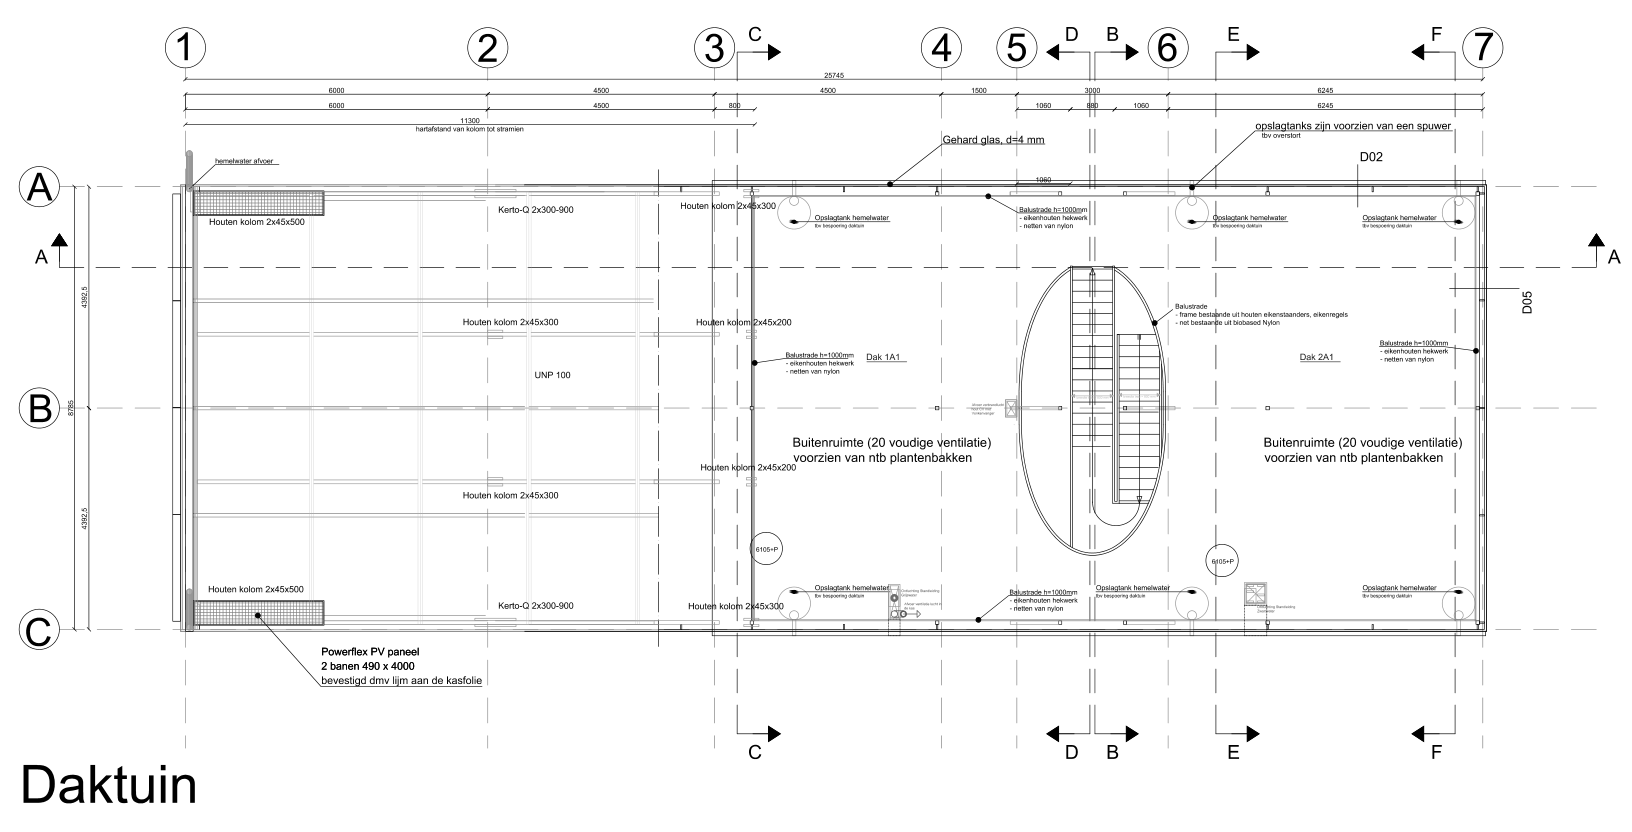 C D B E F
1 2 3 4 5 6 7
25745
6000 4500 4500 1500 3000 6245
6000 4500 800 1060 880 1060 6245
11300
hartafstand van kolom tot stramien
opslagtanks zijn voorzien van een spuwer
tbv overstort
Gehard glas, d=4 mm
D02
hemelwater afvoer
A
1060
Houten kolom 2x45x500
Kerto-Q 2x300-900
Houten kolom 2x45x300
Opslagtank hemelwater
tbv bespoering daktuin
Balustrade h=1000mm
- eikenhouten hekwerk
- netten van nylon
Opslagtank hemelwater
tbv bespoering daktuin
Opslagtank hemelwater
tbv bespoering daktuin
A A
4392,5
D05
Balustrade
- frame bestaande uit houten eikenstaanders, eikenregels
- net bestaande uit biobased Nylon
Houten kolom 2x45x300
Houten kolom 2x45x200
Balustrade h=1000mm
- eikenhouten hekwerk
- netten van nylon
Dak 1A1
Dak 2A1
Balustrade h=1000mm
- eikenhouten hekwerk
- netten van nylon
UNP 100
B
8785
Buitenruimte (20 voudige ventilatie)
voorzien van ntb plantenbakken
Buitenruimte (20 voudige ventilatie)
voorzien van ntb plantenbakken
Houten kolom 2x45x200
Houten kolom 2x45x300
4392,5
6105+P
6105+P
Houten kolom 2x45x500
Kerto-Q 2x300-900
Houten kolom 2x45x300
Opslagtank hemelwater
tbv bespoering daktuin
Balustrade h=1000mm
- eikenhouten hekwerk
- netten van nylon
Opslagtank hemelwater
tbv bespoering daktuin
Opslagtank hemelwater
tbv bespoering daktuin
C
Powerflex PV paneel
2 banen 490 x 4000
bevestigd dmv lijm aan de kasfolie
C D B E F
Daktuin